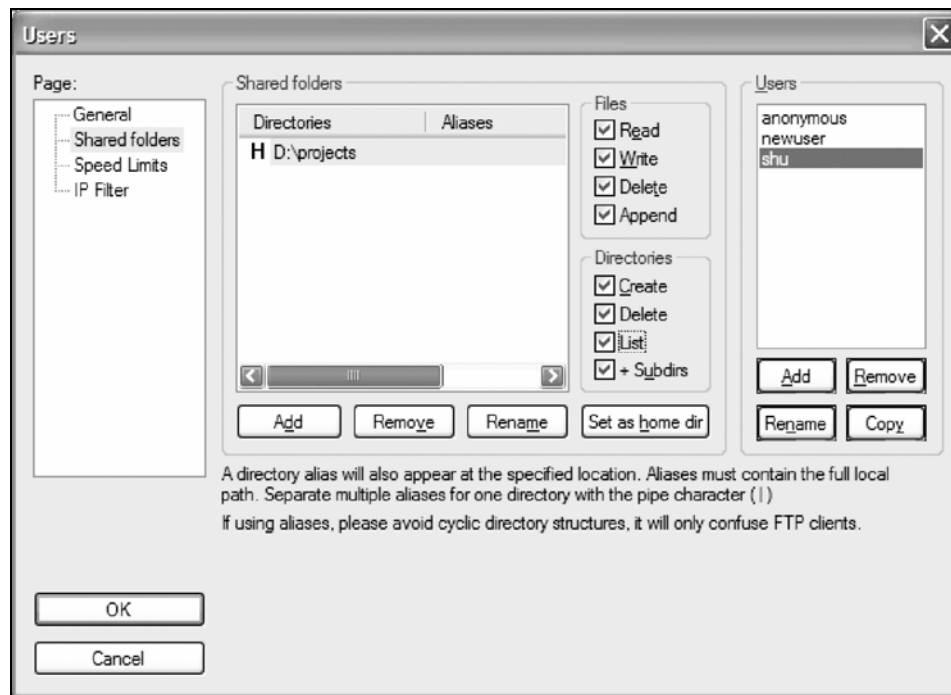 Users
Page:
General
Shared folders
Speed Limits
IP Filter
OK
Cancel
Shared folders
Directories Aliases
H D:\projects
Add Remove Rename Set as home dir
Files
Read
Write
Delete
Append
Directories
Create
Delete
List
+ Subdirs
Users
anonymous
newuser
shu
Add Remove
Rename Copy
A directory alias will also appear at the specified location. Aliases must contain the full local
path. Separate multiple aliases for one directory with the pipe character ( | )
If using aliases, please avoid cyclic directory structures, it will only confuse FTP clients.